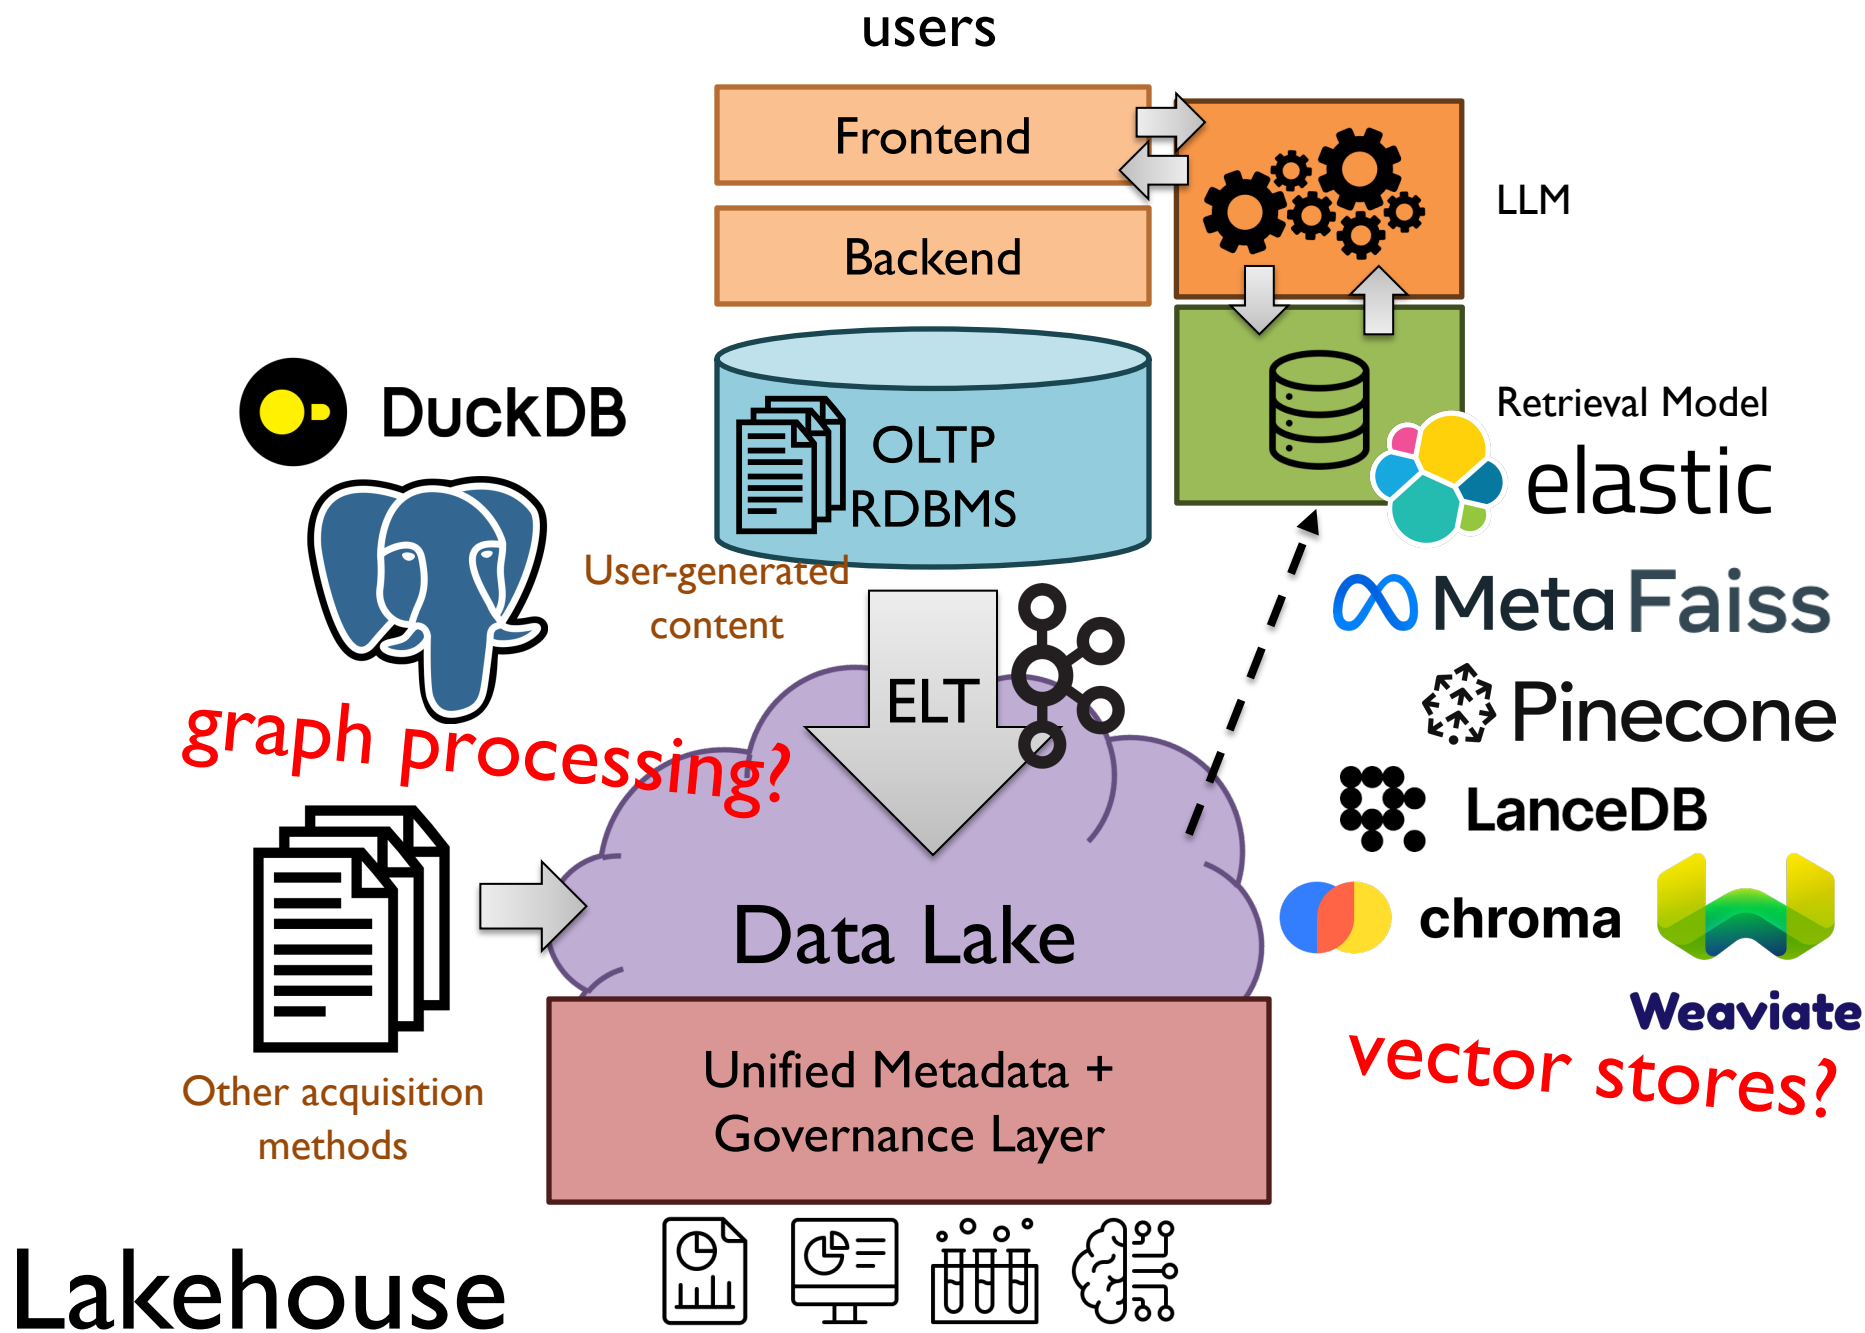 users
Frontend
Backend
LLM
DuckDB
OLTP
RDBMS
User-generated
content
Retrieval Model
elastic
Meta Faiss
Pinecone
LanceDB
chroma
Weaviate
vector stores?
ELT
graph processing?
Other acquisition
methods
Data Lake
Unified Metadata +
Governance Layer
Lakehouse